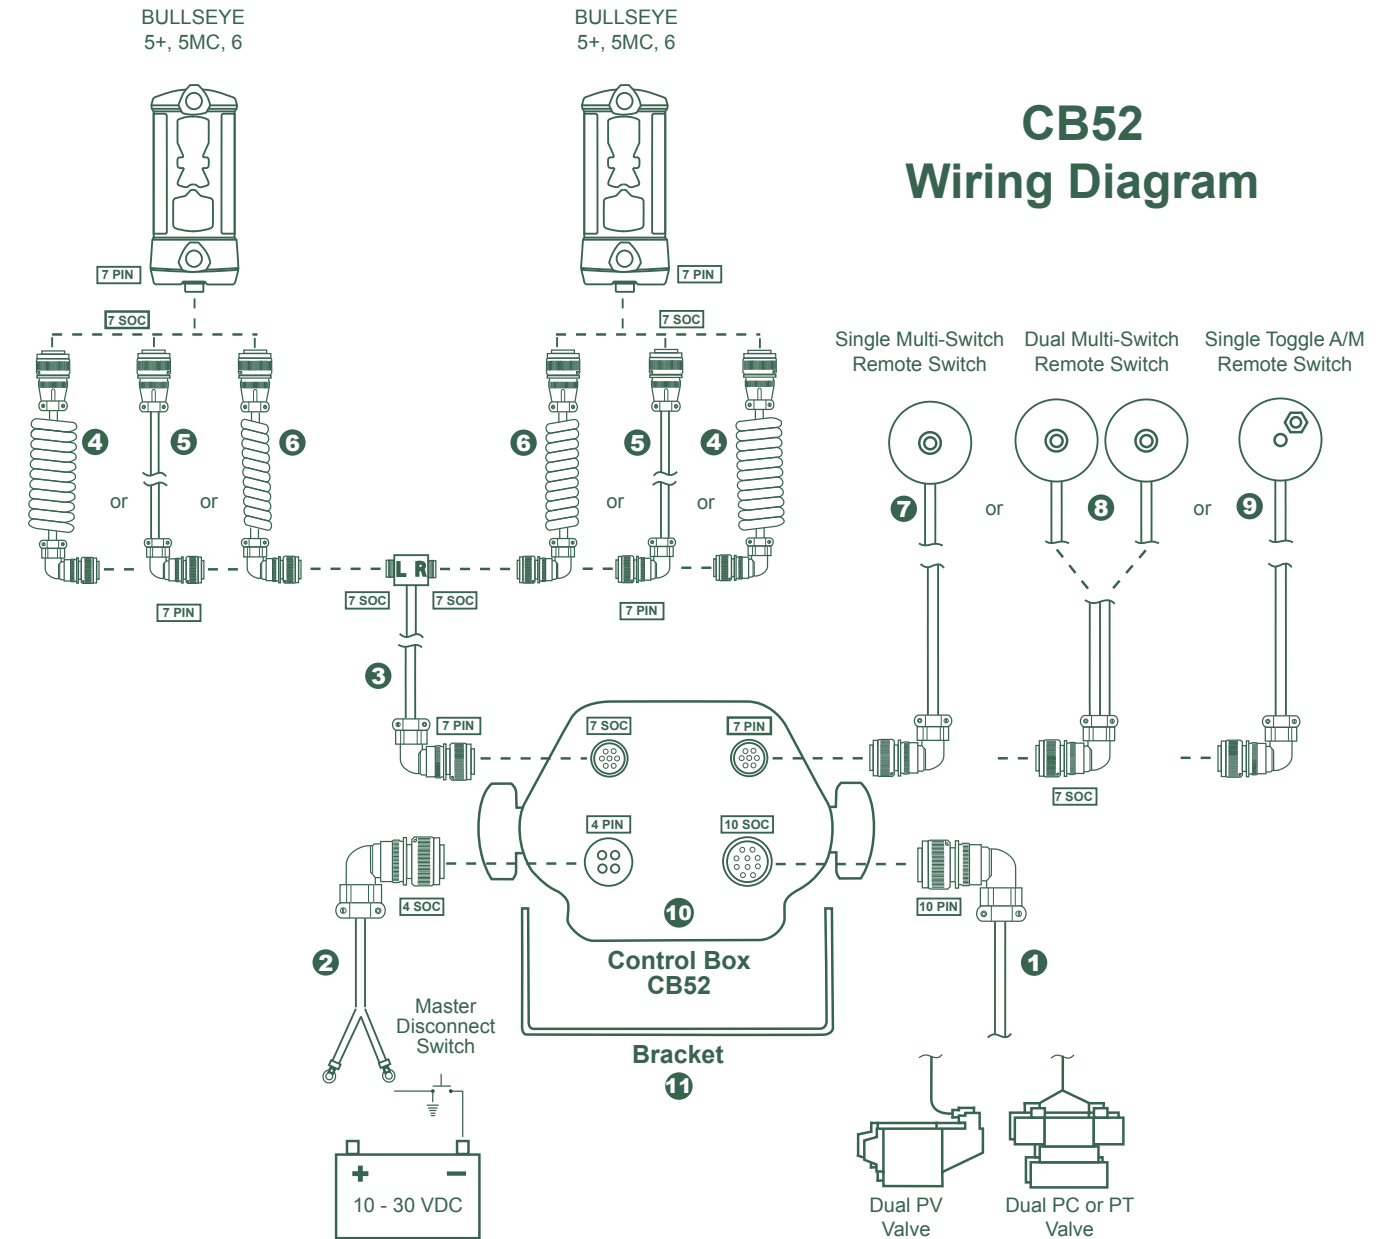 BULLSEYE
5+, 5MC, 6
BULLSEYE
5+, 5MC, 6
CB52
Wiring Diagram
7 PIN
7 PIN
7 SOC
7 SOC
Single Multi-Switch
Remote Switch
Dual Multi-Switch
Remote Switch
Single Toggle A/M
Remote Switch
4
5
6
6
5
4
or
or
or
or
7
or
8
or
9
L R
7 SOC
7 SOC
7 PIN
7 PIN
3
7 PIN
7 SOC
7 PIN
7 SOC
4 PIN
10 SOC
4 SOC
10 PIN
10
Control Box
CB52
2
1
Master
Disconnect
Switch
Bracket
11
+ −
10 - 30 VDC
Dual PV
Valve
Dual PC or PT
Valve